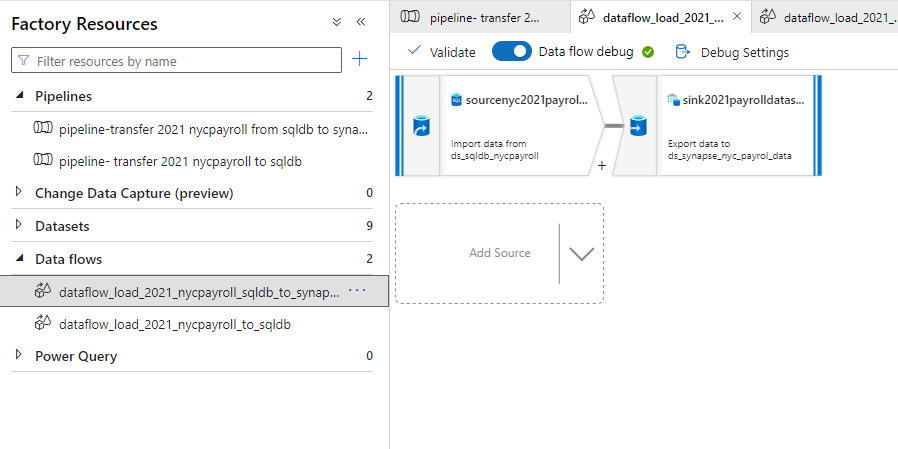 Factory Resources
Filter resources by name
Pipelines 2
pipeline-transfer 2021 nycpayroll from sqldb to syna...
pipeline- transfer 2021 nycpayroll to sqldb
Change Data Capture (preview) 0
Datasets 9
Data flows 2
dataflow_load_2021_nycpayroll_sqldb_to_synap... ...
dataflow_load_2021_nycpayroll_to_sqldb
Power Query 0
pipeline- transfer 2...
dataflow_load_2021_...
dataflow_load_2021_...
Validate
Data flow debug
Debug Settings
SQL
sourcenyc2021payrol...
Import data from
ds_sqldb_nycpayroll
+
sink2021payrolldatas...
Export data to
ds_synapse_nyc_payrol_data
Add Source